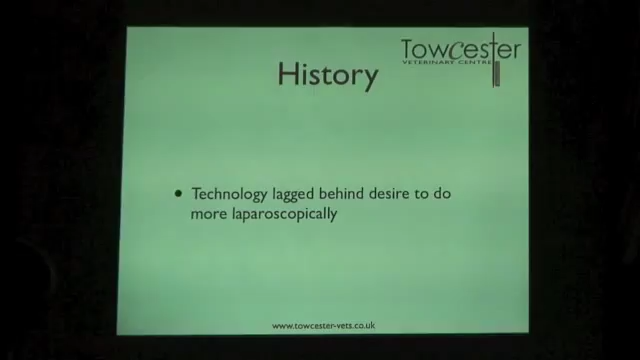 Towcester
VETERINARY CENTRE
History
• Technology lagged behind desire to do
more laparoscopically
www.towcester-vets.co.uk